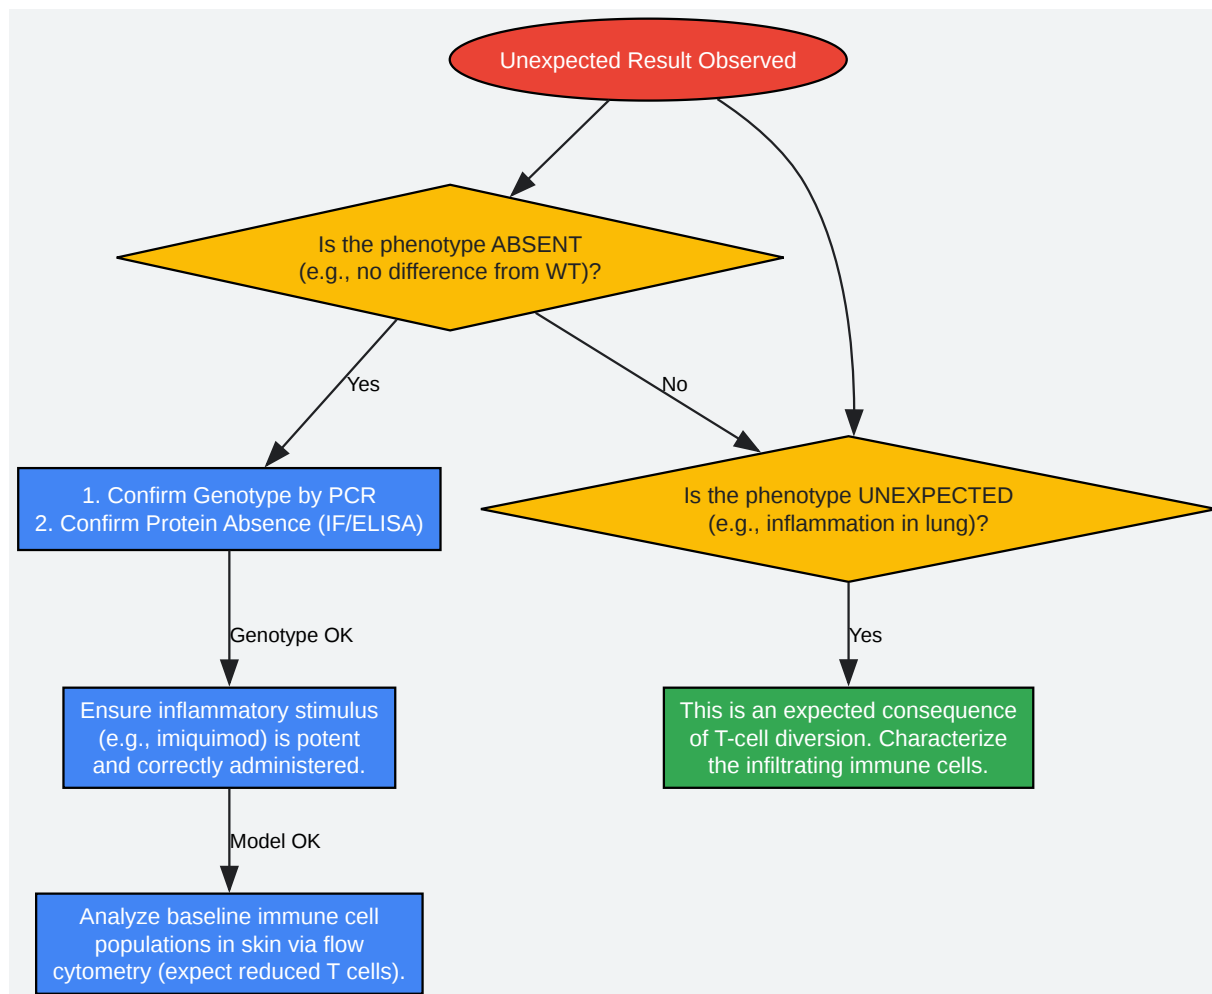 Unexpected Result Observed
Is the phenotype ABSENT
(e.g., no difference from WT)?
Yes
No
1. Confirm Genotype by PCR
2. Confirm Protein Absence (IF/ELISA)
Is the phenotype UNEXPECTED
(e.g., inflammation in lung)?
Genotype OK
Yes
Ensure inflammatory stimulus
(e.g., imiquimod) is potent
and correctly administered.
This is an expected consequence
of T-cell diversion. Characterize
the infiltrating immune cells.
Model OK
Analyze baseline immune cell
populations in skin via flow
cytometry (expect reduced T cells).